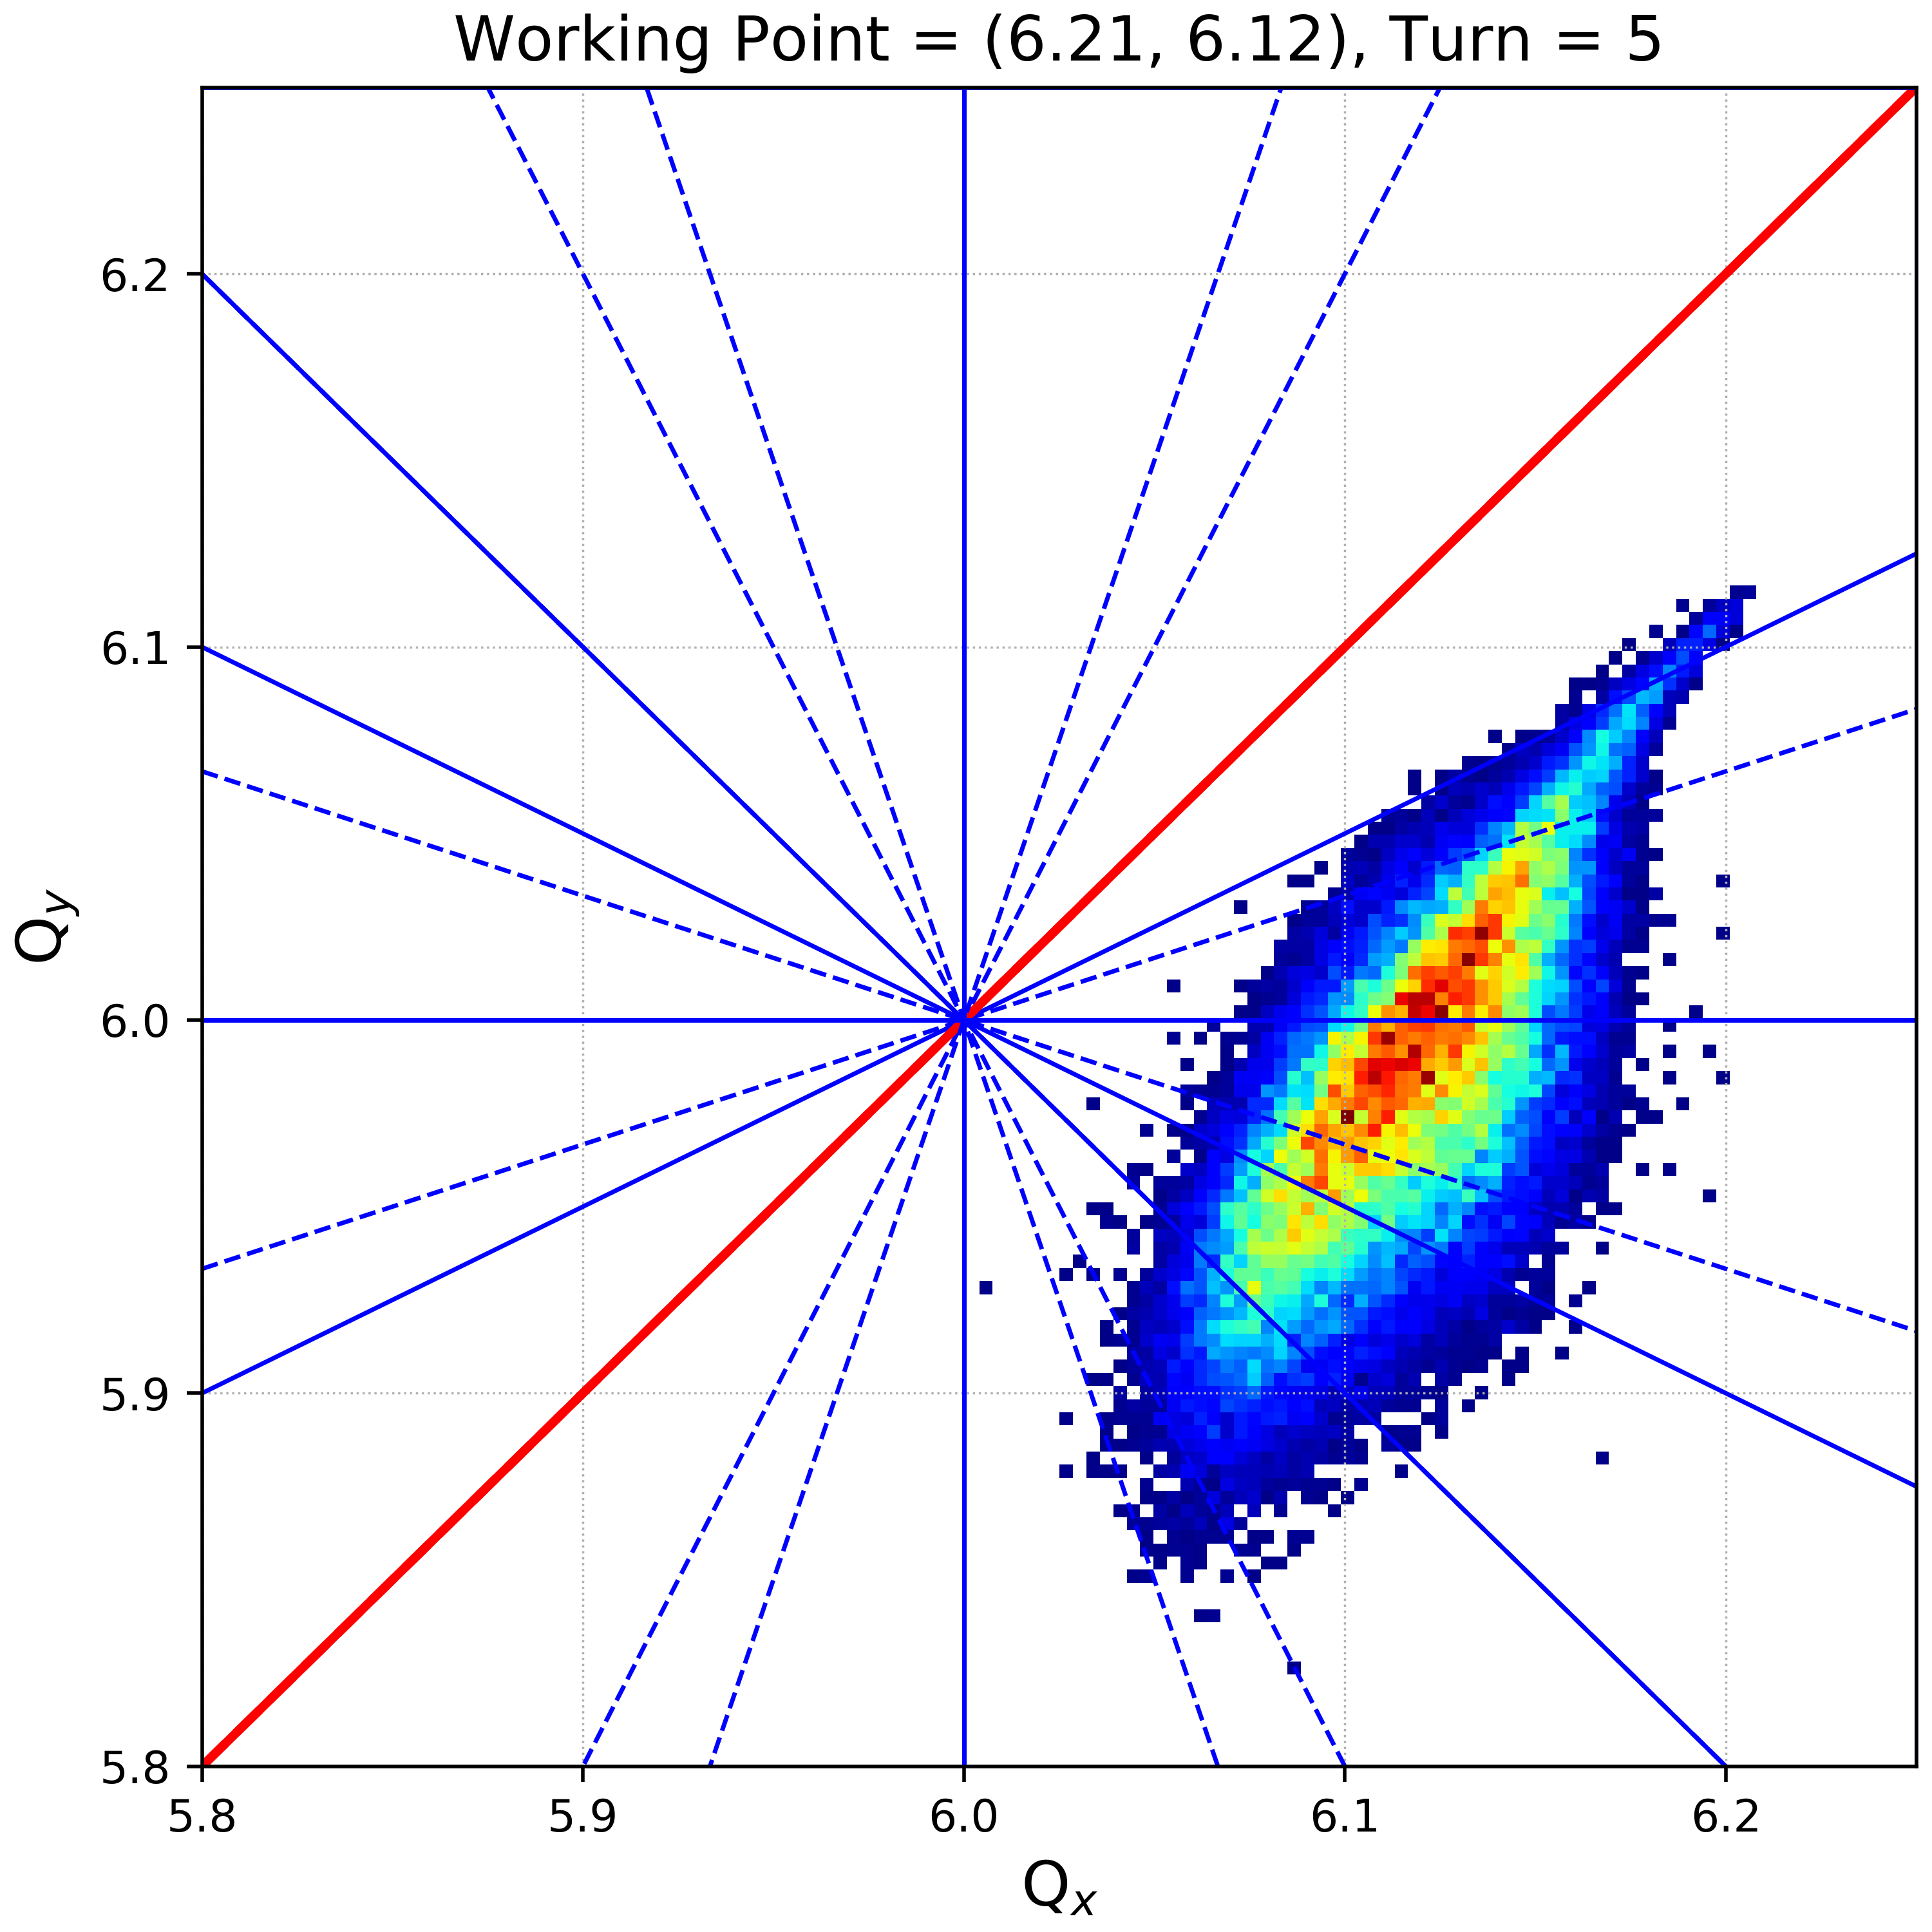 Working Point = (6.21, 6.12), Turn = 5
6.2
6.1
6.0
5.9
5.8
Qy
5.8 5.9 6.0 6.1 6.2
Qx